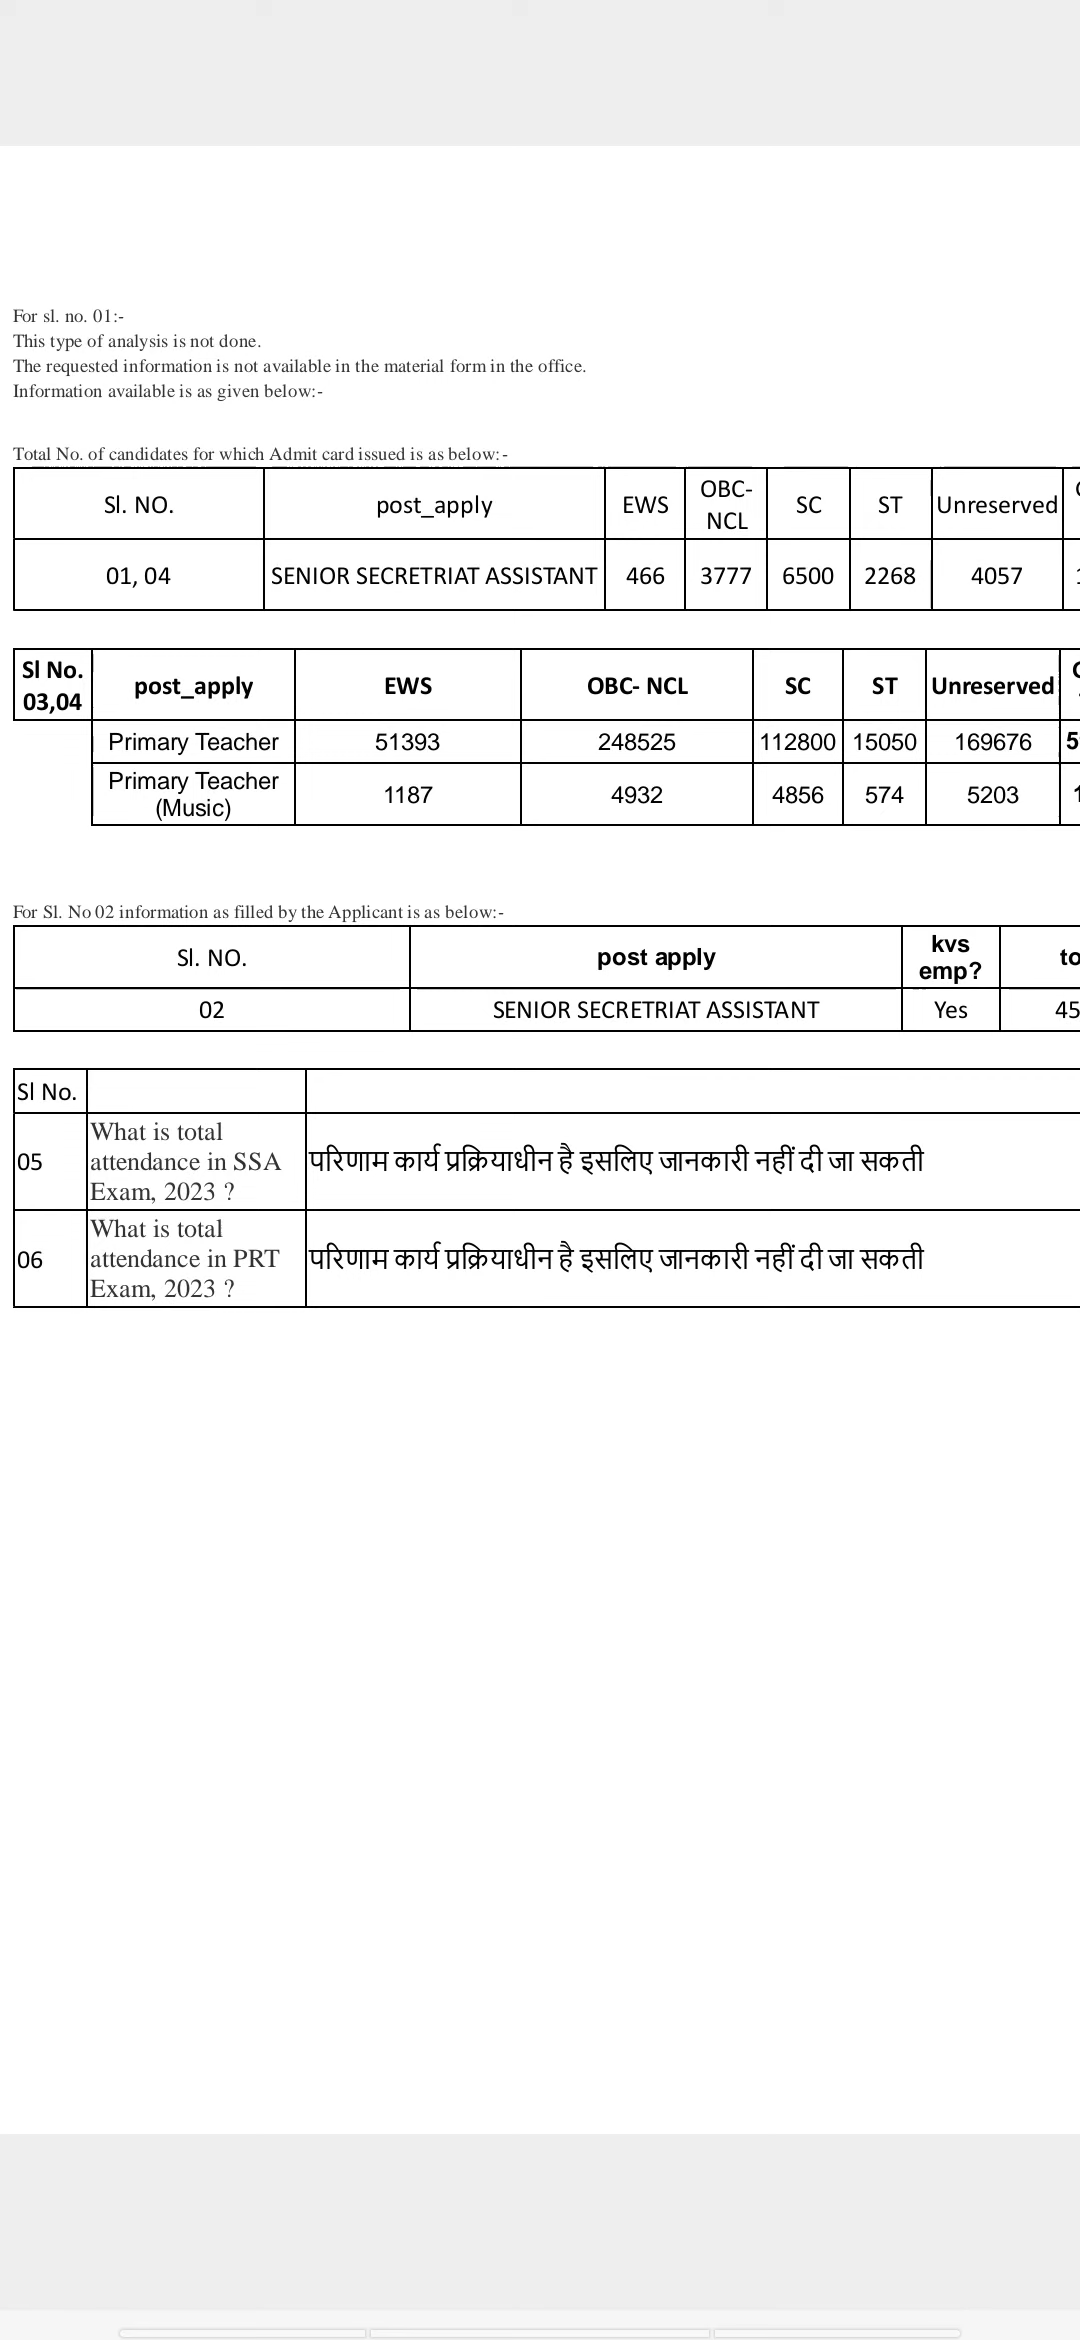 For sl. no. 01:-
This type of analysis is not done.
The requested information is not available in the material form in the office.
Information available is as given below:-
Total No. of candidates for which Admit card issued is as below:-
Sl. NO. post_apply EWS OBC- NCL SC ST Unreserved
01, 04 SENIOR SECRETRIAT ASSISTANT 466 3777 6500 2268 4057
Sl No. 03,04 post_apply EWS OBC- NCL SC ST Unreserved
Primary Teacher 51393 248525 112800 15050 169676
Primary Teacher (Music) 1187 4932 4856 574 5203
For Sl. No 02 information as filled by the Applicant is as below:-
Sl. NO. post apply kvs emp?
02 SENIOR SECRETRIAT ASSISTANT Yes
Sl No.
05 What is total attendance in SSA Exam, 2023 ? परिणाम कार्य प्रक्रियाधीन है इसलिए जानकारी नहीं दी जा सकती
06 What is total attendance in PRT Exam, 2023 ? परिणाम कार्य प्रक्रियाधीन है इसलिए जानकारी नहीं दी जा सकती